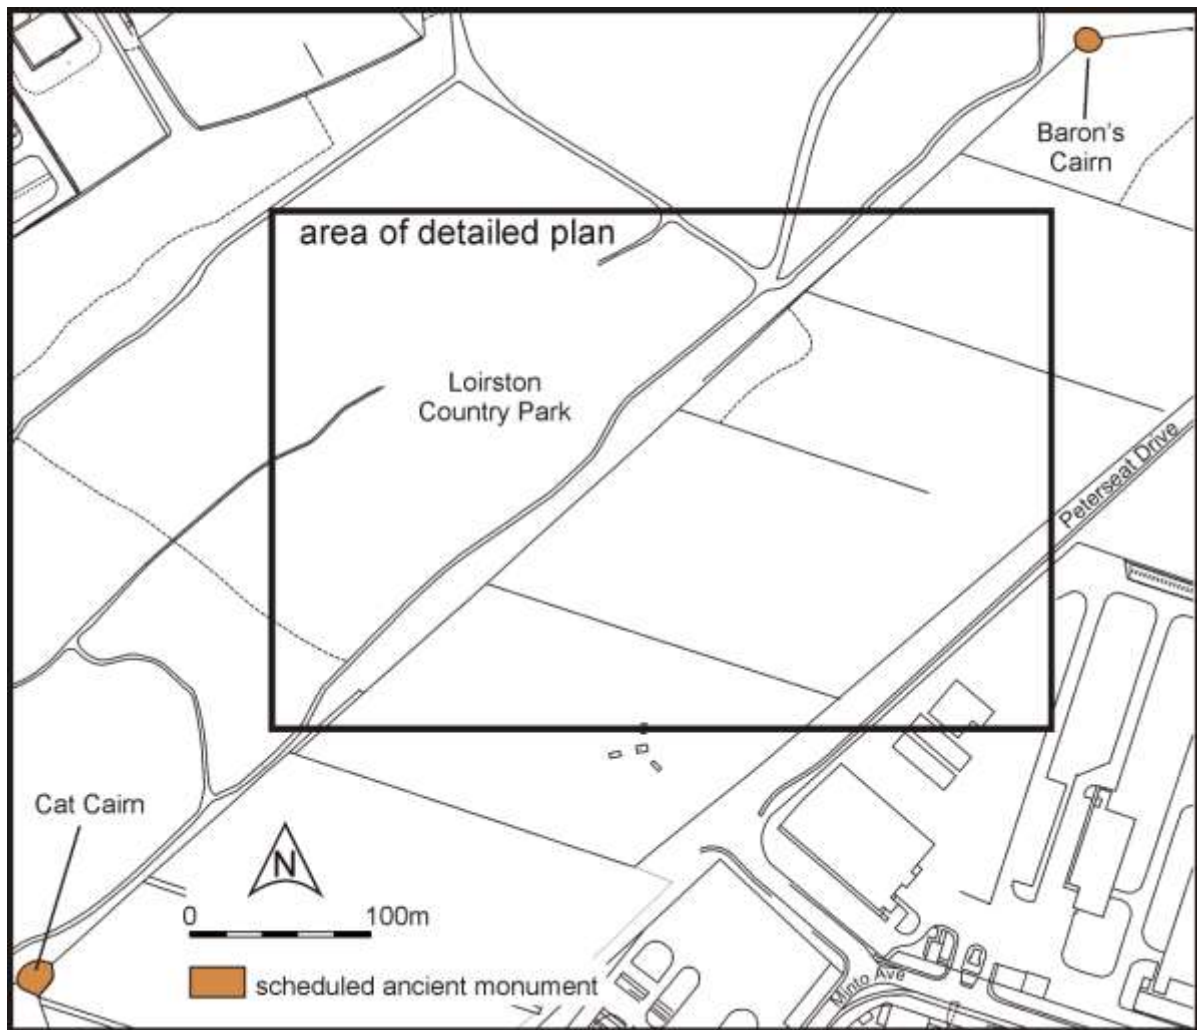 Baron's
Cairn
area of detailed plan
Loirston
Country Park
Peterseat Drive
Cat Cairn
N
0 100m
scheduled ancient monument
Minto Ave